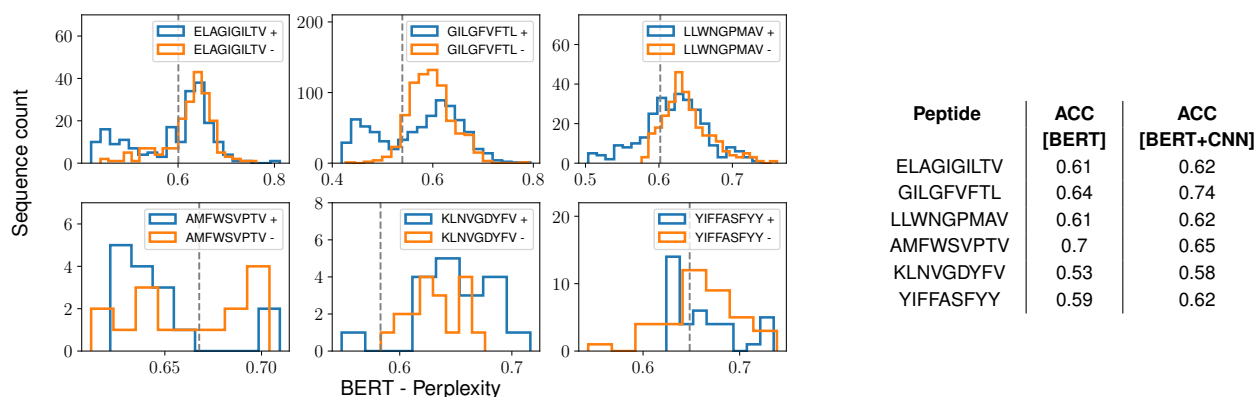 Sequence count
60
40
20
0
0.6
0.8
ELAGIGILTV +
ELAGIGILTV -
200
100
0
0.4
0.6
0.8
GILGFVFTL +
GILGFVFTL -
60
40
20
0
0.5
0.6
0.7
LLWNGPMAV +
LLWNGPMAV -
6
4
2
0
0.65
0.70
AMFWSVPTV +
AMFWSVPTV -
8
6
4
2
0
0.6
0.7
KLNVGDYFV +
KLNVGDYFV -
20
10
0
0.6
0.7
YIFFASFYY +
YIFFASFYY -
BERT - Perplexity
Peptide ACC ACC
[BERT] [BERT+CNN]
ELAGIGILTV 0.61 0.62
GILGFVFTL 0.64 0.74
LLWNGPMAV 0.61 0.62
AMFWSVPTV 0.7 0.65
KLNVGDYFV 0.53 0.58
YIFFASFYY 0.59 0.62